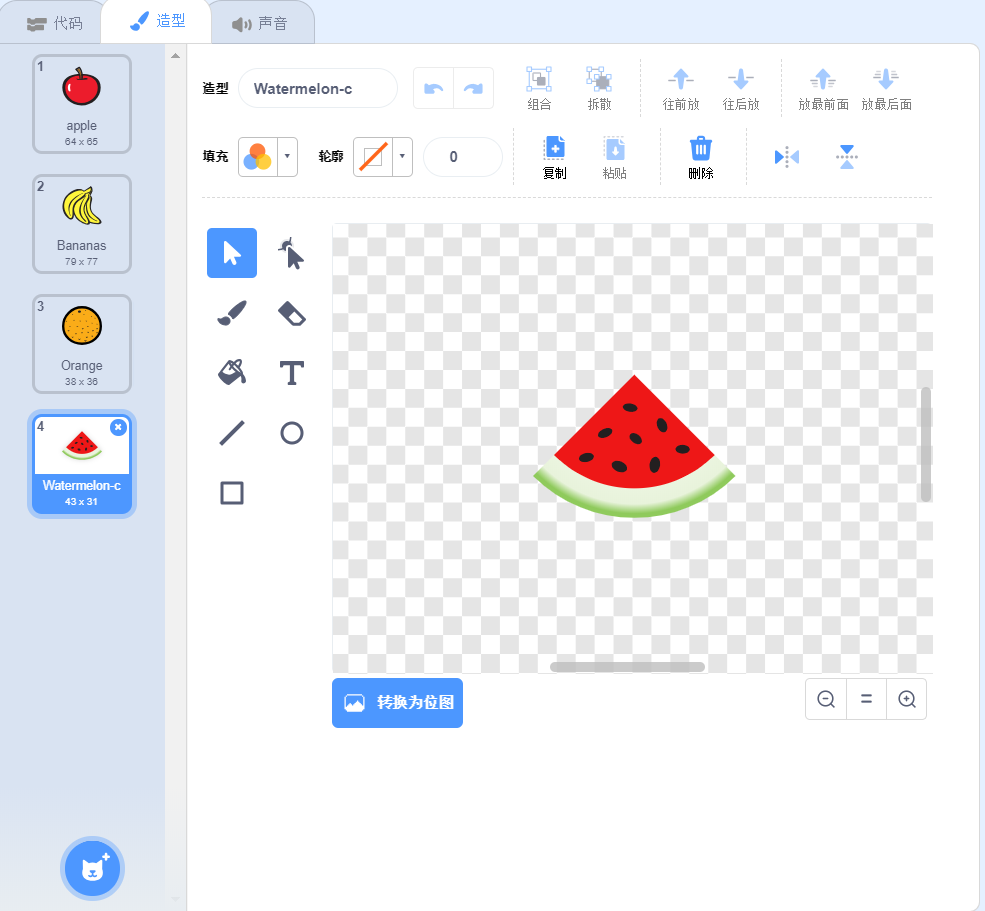 代码
造型
声音
1
apple
64 x 65
2
Bananas
79 x 77
3
Orange
38 x 36
4
Watermelon-c
43 x 31
造型
Watermelon-c
组合
拆散
往前放
往后放
放最前面
放最后面
填充
轮廓
0
复制
粘贴
删除
T
转换为位图